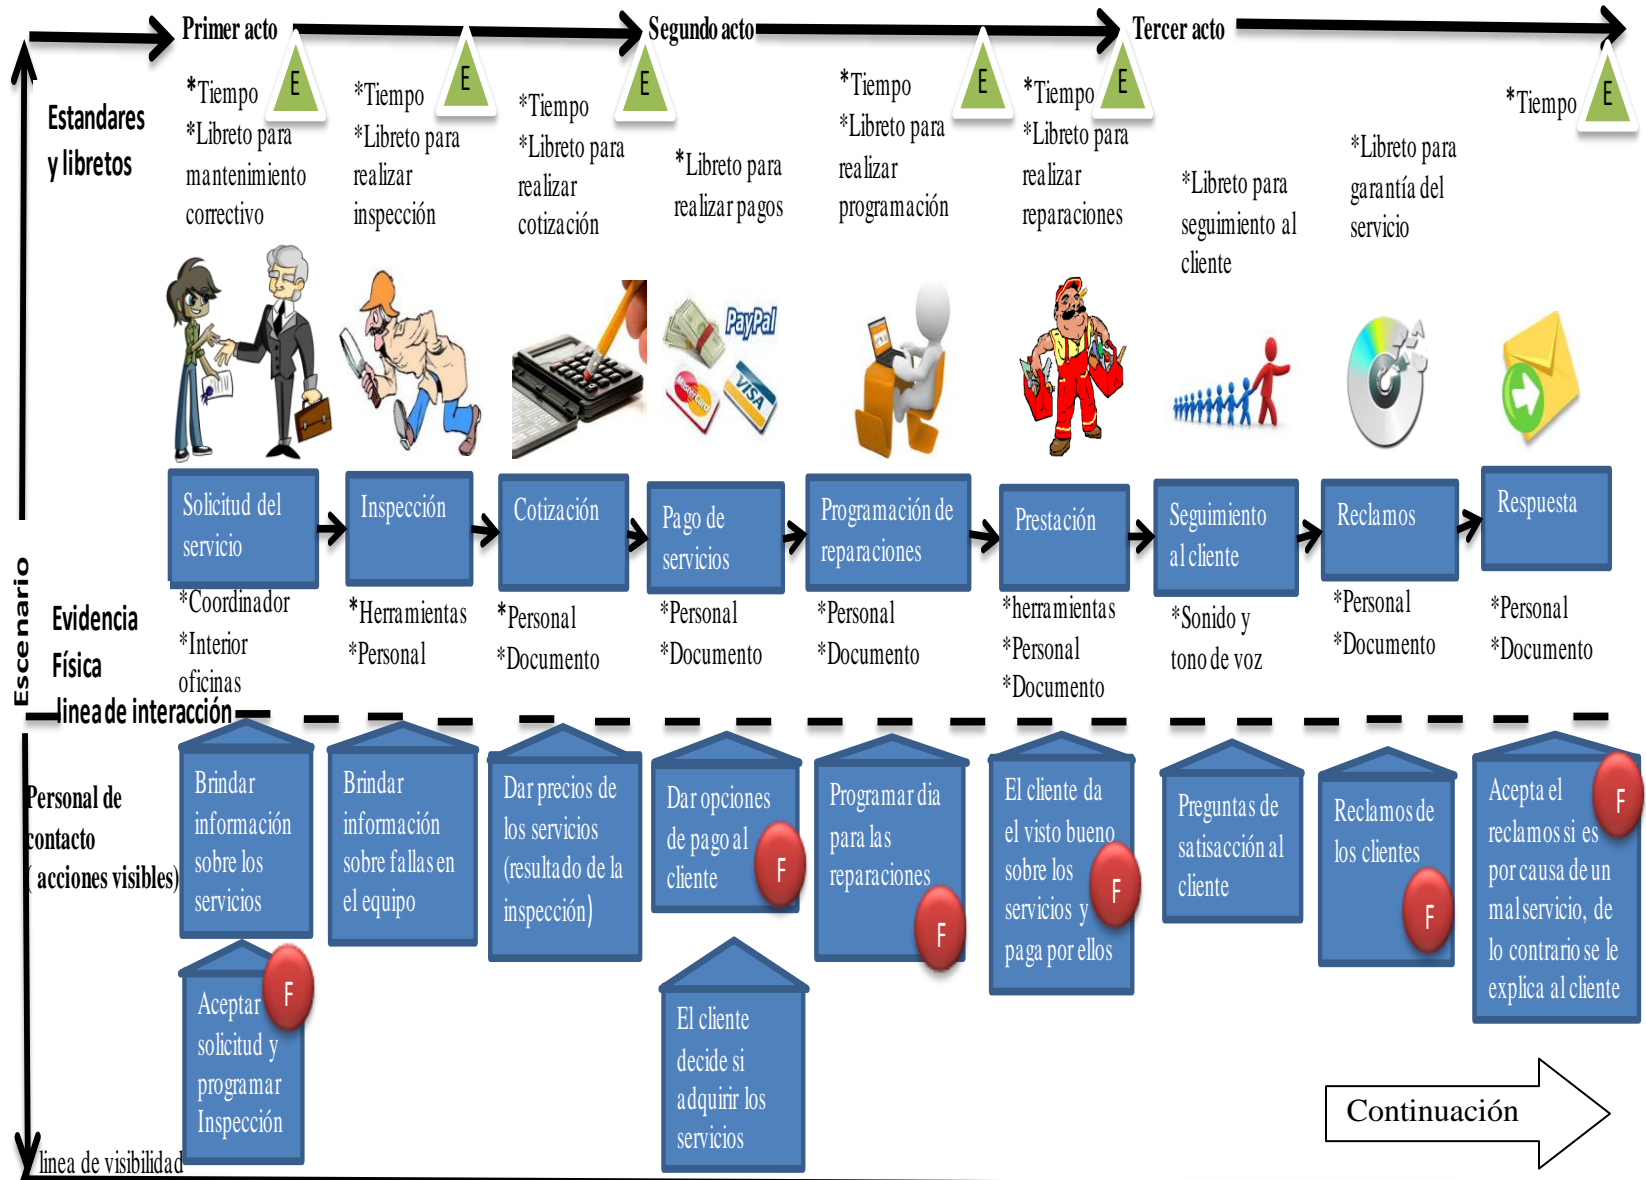 Primer acto
Segundo acto
Tercer acto
Estandares
y libretos
*Tiempo
*Libreto para
mantenimiento
correctivo
E
*Tiempo
*Libreto para
realizar
inspección
E
*Tiempo
*Libreto para
realizar
cotización
E
*Libreto para
realizar pagos
*Tiempo
*Libreto para
realizar
programación
E
*Tiempo
*Libreto para
realizar
reparaciones
E
*Libreto para
seguimiento al
cliente
*Libreto para
garantía del
servicio
*Tiempo
E
PayPal
MasterCard
VISA
Escenario
Solicitud del
servicio
Inspección
Cotización
Pago de
servicios
Programación de
reparaciones
Prestación
Seguimiento
al cliente
Reclamos
Respuesta
Evidencia
Física
*Coordinador
*Interior
oficinas
*Herramientas
*Personal
*Personal
*Documento
*Personal
*Documento
*Personal
*Documento
*herramientas
*Personal
*Documento
*Sonido y
tono de voz
*Personal
*Documento
*Personal
*Documento
linea de interacción
Personal de
contacto
( acciones visibles)
Brindar
información
sobre los
servicios
Brindar
información
sobre fallas en
el equipo
Dar precios de
los servicios
(resultado de la
inspección)
Dar opciones
de pago al
cliente
F
Programar dia
para las
reparaciones
F
El cliente da
el visto bueno
sobre los
servicios y
paga por ellos
F
Preguntas de
satisacción al
cliente
Reclamos de
los clientes
F
Acepta el
reclamos si es
por causa de un
mal servicio, de
lo contrario se le
explica al cliente
F
Aceptar
solicitud y
programar
Inspección
F
El cliente
decide si
adquirir los
servicios
Continuación
linea de visibilidad